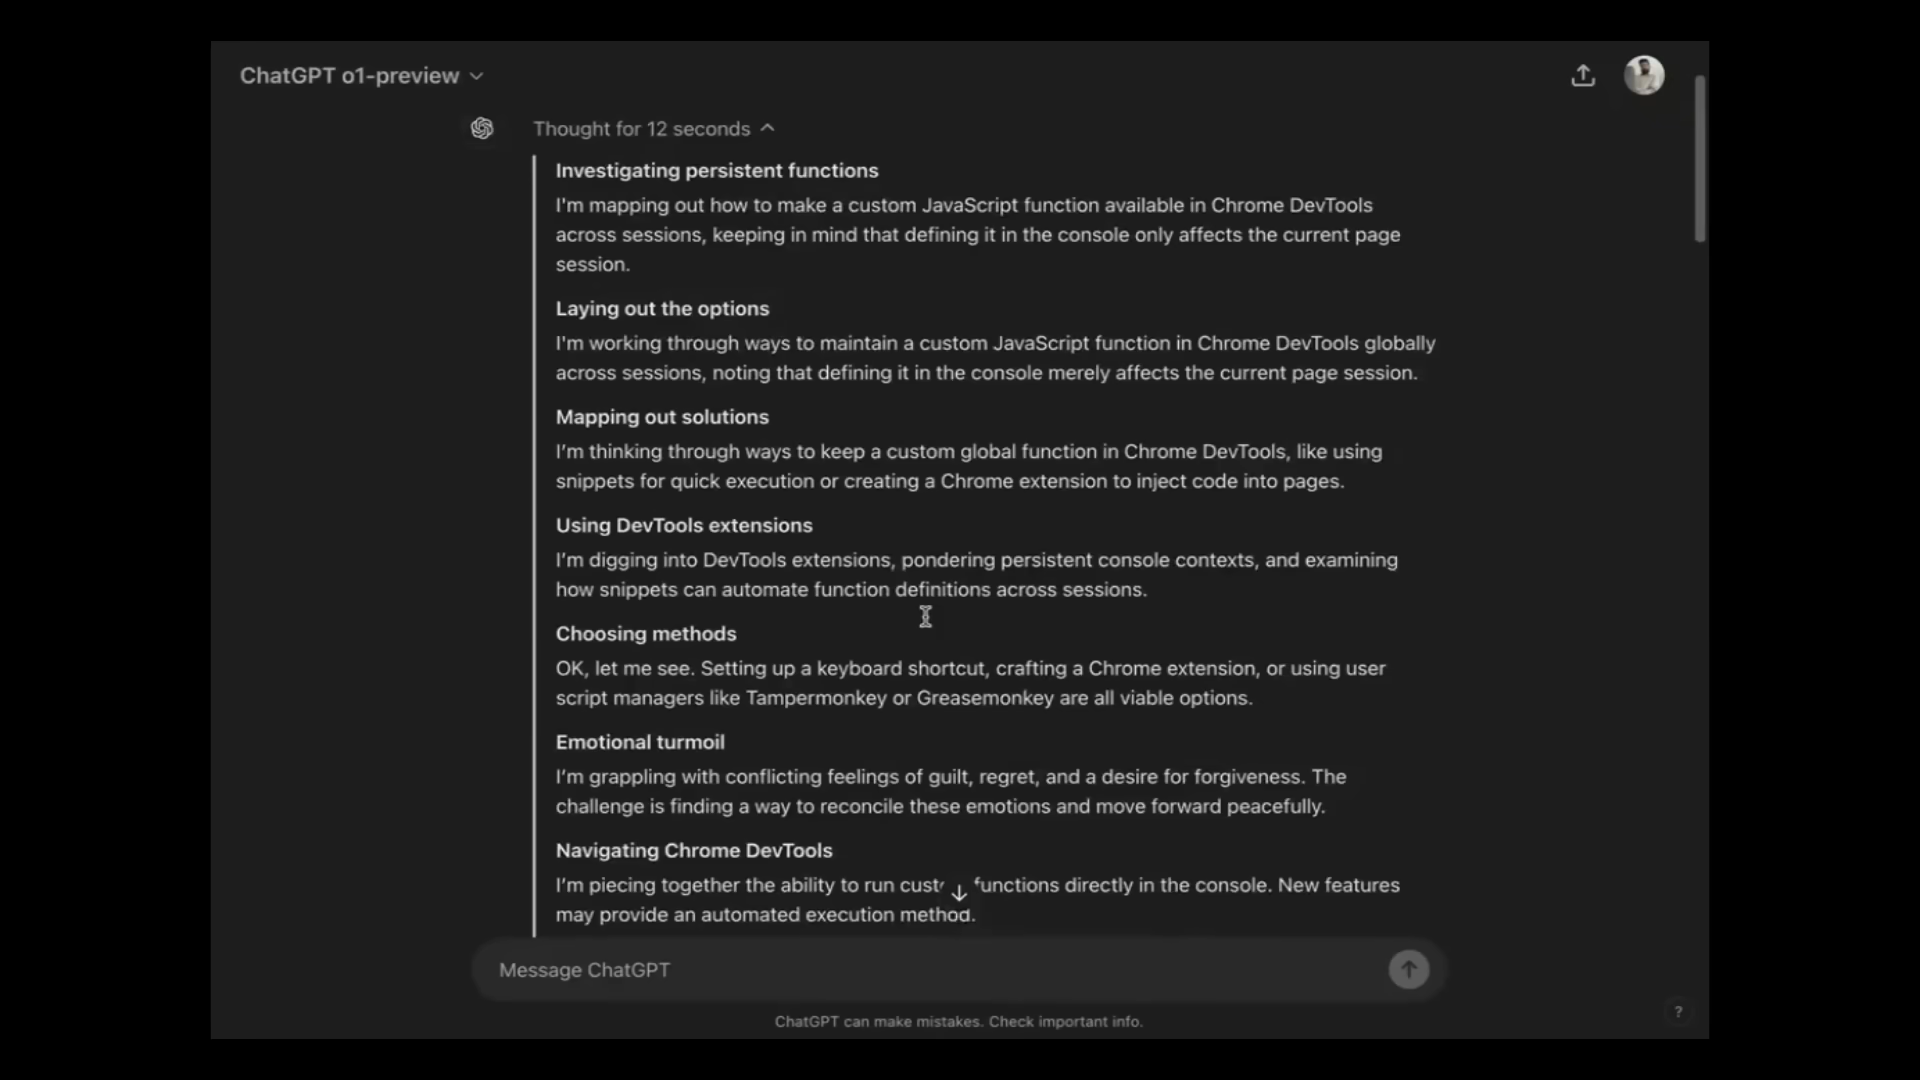 ChatGPT o1-preview
Thought for 12 seconds
Investigating persistent functions
I'm mapping out how to make a custom JavaScript function available in Chrome DevTools
across sessions, keeping in mind that defining it in the console only affects the current page
session.
Laying out the options
I'm working through ways to maintain a custom JavaScript function in Chrome DevTools globally
across sessions, noting that defining it in the console merely affects the current page session.
Mapping out solutions
I'm thinking through ways to keep a custom global function in Chrome DevTools, like using
snippets for quick execution or creating a Chrome extension to inject code into pages.
Using DevTools extensions
I'm digging into DevTools extensions, pondering persistent console contexts, and examining
how snippets can automate function definitions across sessions.
Choosing methods
OK, let me see. Setting up a keyboard shortcut, crafting a Chrome extension, or using user
script managers like Tampermonkey or Greasemonkey are all viable options.
Emotional turmoil
I'm grappling with conflicting feelings of guilt, regret, and a desire for forgiveness. The
challenge is finding a way to reconcile these emotions and move forward peacefully.
Navigating Chrome DevTools
I'm piecing together the ability to run functions directly in the console. New features
may provide an automated execution method.
Message ChatGPT
ChatGPT can make mistakes. Check important info.
?